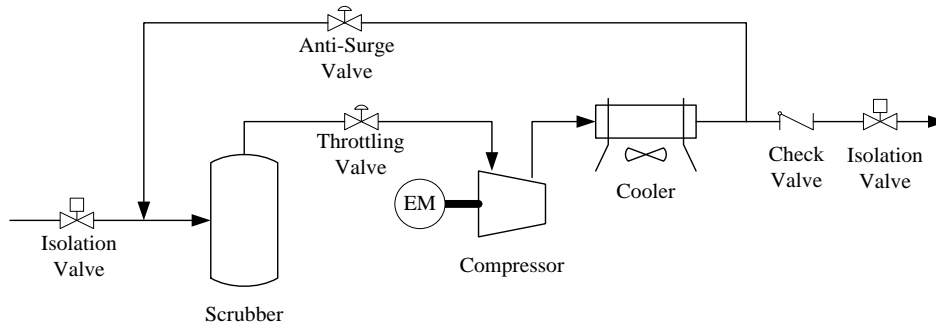 Anti-Surge
Valve
Throttling
Valve
Check
Valve
Isolation
Valve
Cooler
EM
Isolation
Valve
Compressor
Scrubber